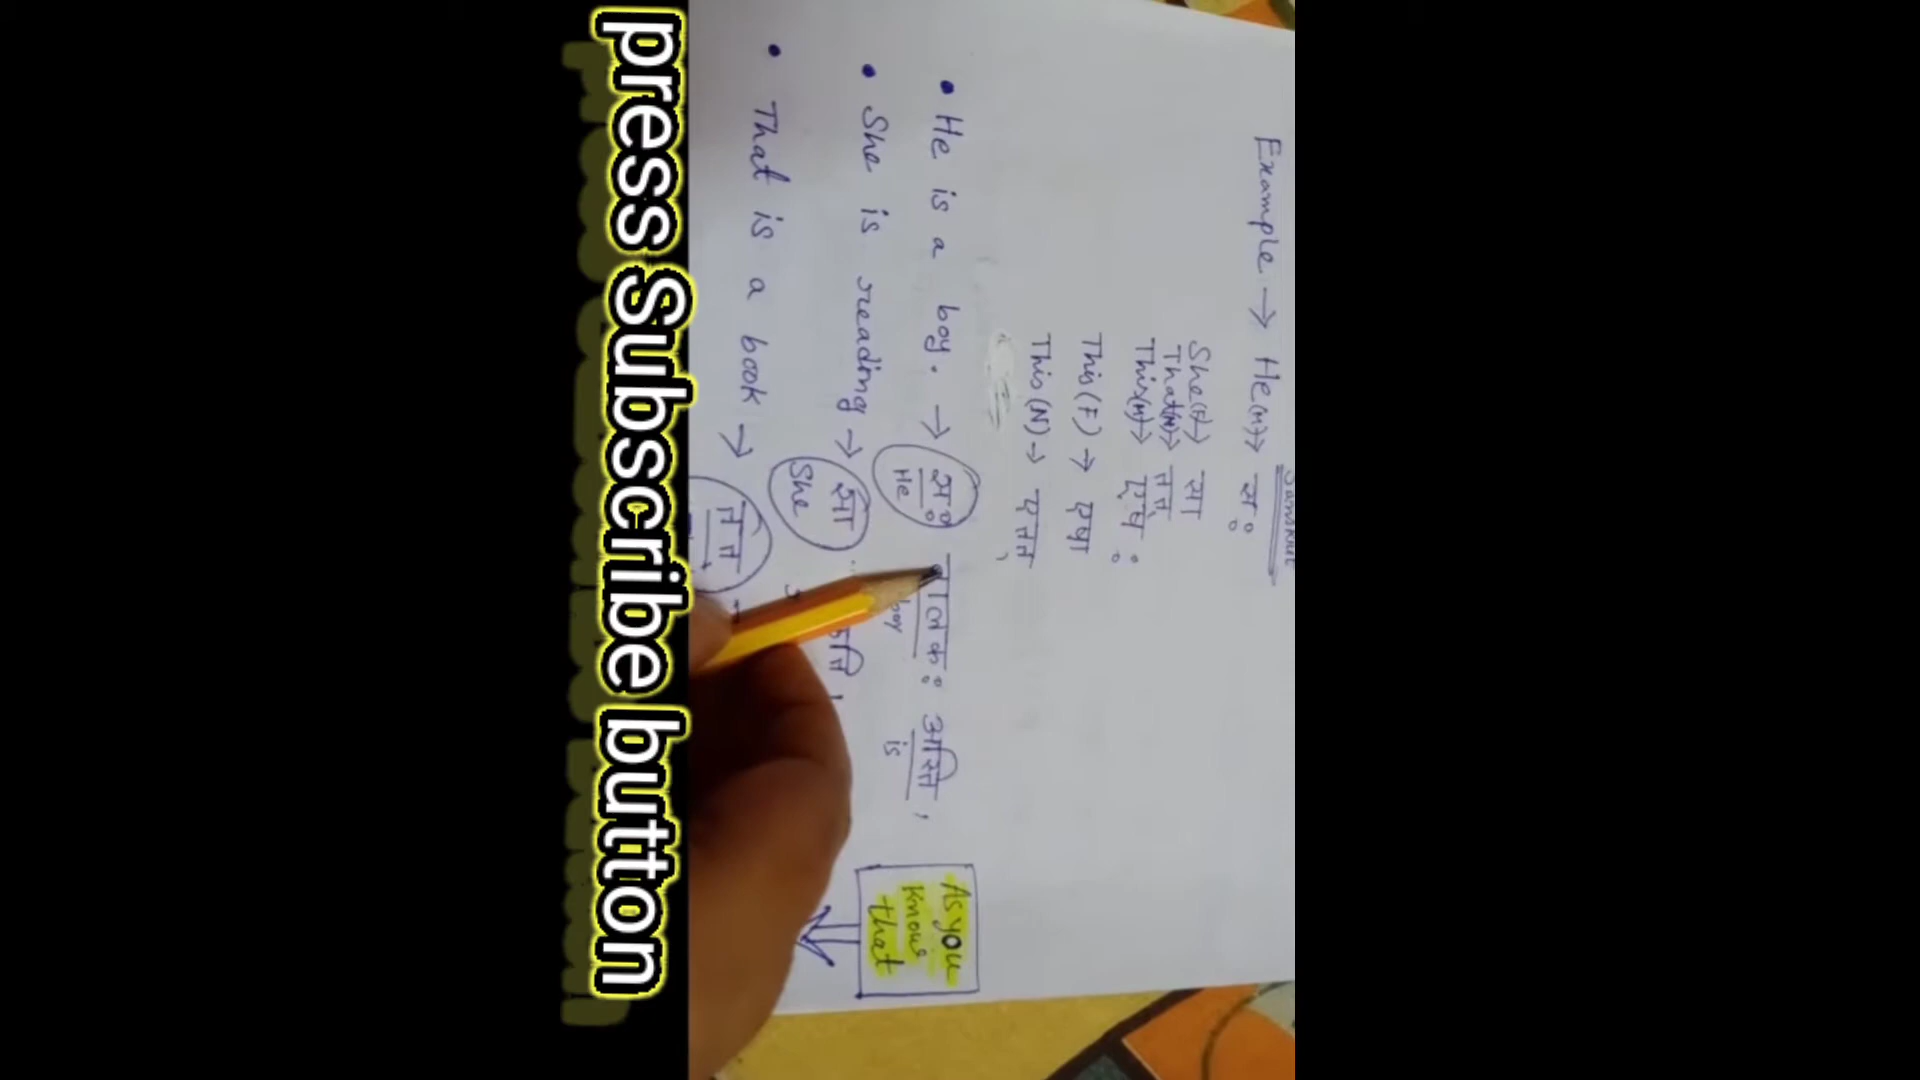 Sanskrit
Example → He(M)→ सः
She(F)→ सा
That(N)→ तत्
This(M)→ एषः
This(F) → एषा
This(N) → एतत्
• He is a boy. → सः बालकः अस्ति,
He boy is
• She is reading → सा
She
• That is a book → तत्
As you
know
that
press Subscribe button